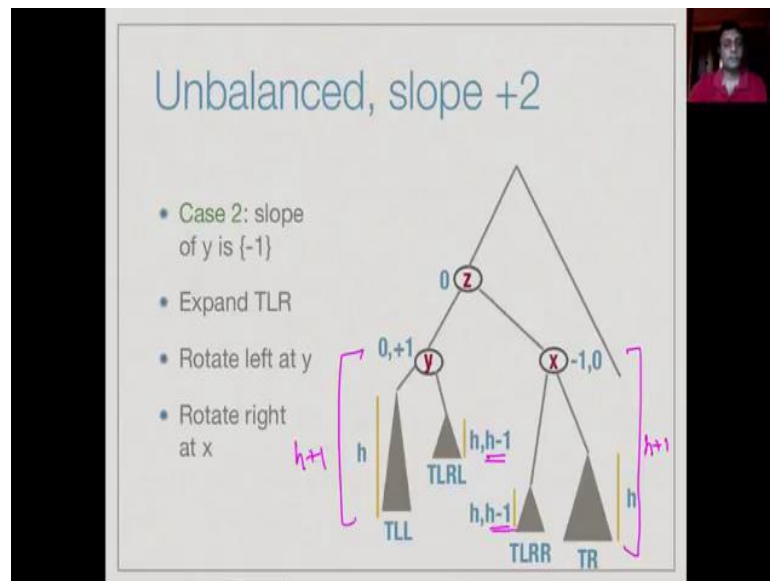 Unbalanced, slope +2
• Case 2: slope
of y is {-1}
• Expand TLR
• Rotate left at y
• Rotate right
at x
0 z
0,+1 y
x -1,0
h+1
h
h,h-1
TLRL
h,h-1
h
h+1
TLL
TLRR
TR